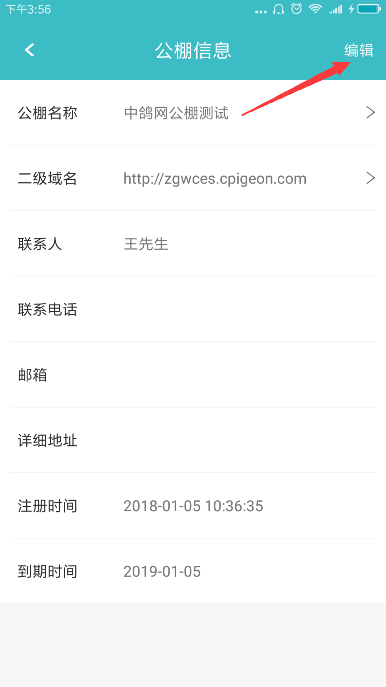 下午3:56
公棚信息
编辑
公棚名称 中鸽网公棚测试
二级域名 http://zgwces.cpigeon.com
联系人 王先生
联系电话
邮箱
详细地址
注册时间 2018-01-05 10:36:35
到期时间 2019-01-05